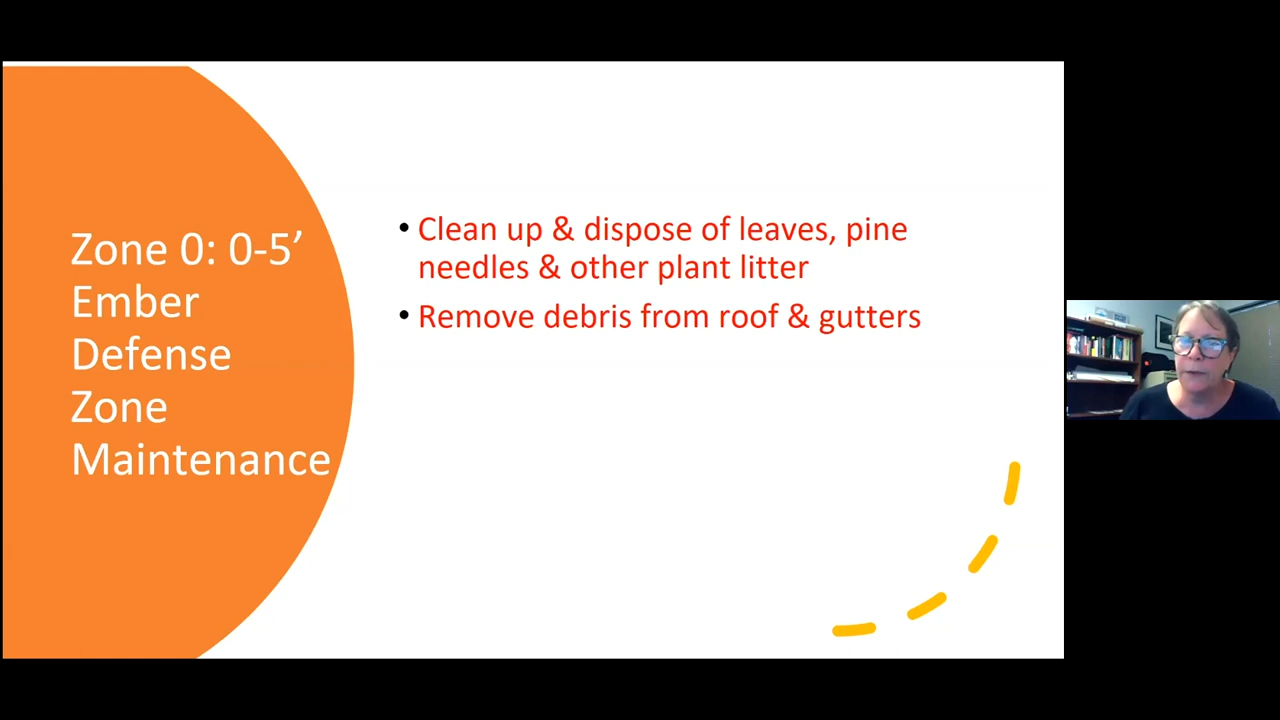 Zone 0: 0-5’
Ember
Defense
Zone
Maintenance
• Clean up & dispose of leaves, pine
needles & other plant litter
• Remove debris from roof & gutters